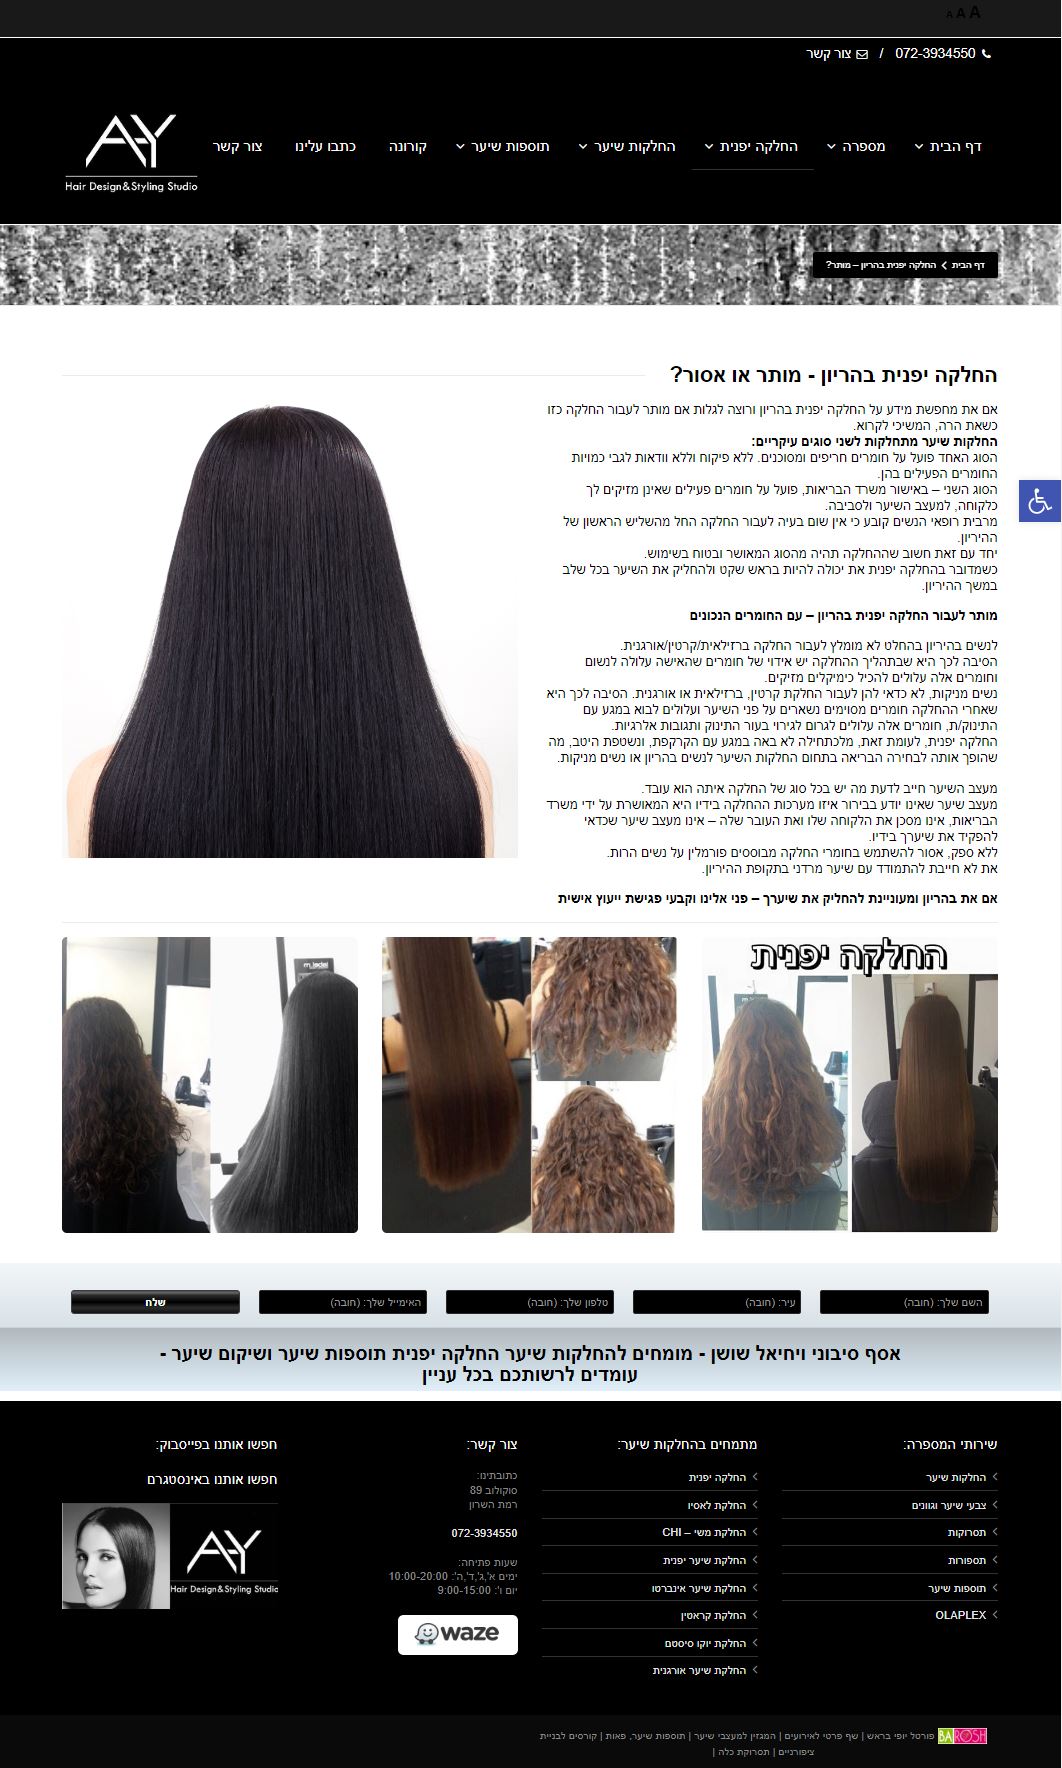 A A A
072-3934550 / צור קשר
דף הבית מספרה החלקה יפנית החלקות שיער תוספות שיער קורונה כתבו עלינו צור קשר
A-Y
Hair Design&Styling Studio
דף הבית החלקה יפנית בהריון – מותר?
החלקה יפנית בהריון - מותר או אסור?
אם את מחפשת מידע על החלקה יפנית בהריון ורוצה לגלות אם מותר לעבור החלקה כזו
כשאת הרה, המשיכי לקרוא.
החלקות שיער מתחלקות לשני סוגים עיקריים:
הסוג האחד פועל על חומרים חריפים ומסוכנים. ללא פיקוח וללא וודאות לגבי כמויות
החומרים הפעילים בהן.
הסוג השני – באישור משרד הבריאות, פועל על חומרים פעילים שאינן מזיקים לך
כלקוחה, למעצב השיער ולסביבה.
מרבית רופאי הנשים קובע כי אין שום בעיה לעבור החלקה החל מהשליש הראשון של
ההיריון.
יחד עם זאת חשוב שההחלקה תהיה מהסוג המאושר ובטוח בשימוש.
כשמדובר בהחלקה יפנית את יכולה להיות בראש שקט ולהחליק את השיער בכל שלב
במשך ההיריון.
מותר לעבור החלקה יפנית בהריון – עם החומרים הנכונים
לנשים בהיריון בהחלט לא מומלץ לעבור החלקה ברזילאית/קרטין/אורגנית.
הסיבה לכך היא שבתהליך ההחלקה יש אידוי של חומרים שהאישה עלולה לנשום
וחומרים אלה עלולים להכיל כימיקלים מזיקים.
נשים מניקות, לא כדאי להן לעבור החלקת קרטין, ברזילאית או אורגנית. הסיבה לכך היא
שאחרי ההחלקה חומרים מסוימים נשארים על פני השיער ועלולים לבוא במגע עם
התינוק/ת, חומרים אלה עלולים לגרום לגירוי בעור התינוק ותגובות אלרגיות.
החלקה יפנית, לעומת זאת, מלכתחילה לא באה במגע עם הקרקפת, ונשטפת היטב, מה
שהופך אותה לבחירה הבריאה בתחום החלקות השיער לנשים בהריון או נשים מניקות.
מעצב השיער חייב לדעת מה יש בכל סוג של החלקה איתה הוא עובד.
מעצב שיער שאינו יודע בבירור איזו מערכות ההחלקה בידיו היא המאושרת על ידי משרד
הבריאות, אינו מסכן את הלקוחה שלו ואת העובר שלה – אינו מעצב שיער שכדאי
להפקיד את שיערך בידיו.
ללא ספק, אסור להשתמש בחומרי החלקה מבוססים פורמלין על נשים הרות.
את לא חייבת להתמודד עם שיער מרדני בתקופת ההיריון.
אם את בהריון ומעוניינת להחליק את שיערך – פני אלינו וקבעי פגישת ייעוץ אישית
החלקה יפנית
השם שלך: (חובה) עיר: (חובה) טלפון שלך: (חובה) האימייל שלך: (חובה) שלח
אסף סיבוני ויחיאל שושן - מומחים להחלקות שיער החלקה יפנית תוספות שיער ושיקום שיער -
עומדים לרשותכם בכל עניין
שירותי המספרה:
החלקות שיער
צבעי שיער וגוונים
תסרוקות
תספורות
תוספות שיער
OLAPLEX
מתמחים בהחלקות שיער:
החלקה יפנית
החלקת לאסיו
החלקת משי – CHI
החלקת שיער יפנית
החלקת שיער אינברטו
החלקת קראטין
החלקת יוקו סיסטם
החלקת שיער אורגנית
צור קשר:
כתובתינו:
סוקולוב 89
רמת השרון
072-3934550
שעות פתיחה:
ימים א',ג',ד',ה': 10:00-20:00
יום ו': 9:00-15:00
waze
חפשו אותנו בפייסבוק:
חפשו אותנו באינסטגרם
A-Y
Hair Design&Styling Studio
BAROSH פורטל יופי בראש | שף פרטי לאירועים | המגזין למעצבי שיער | תוספות שיער, פאות | קורסים לבניית
ציפורניים | תסרוקת כלה |